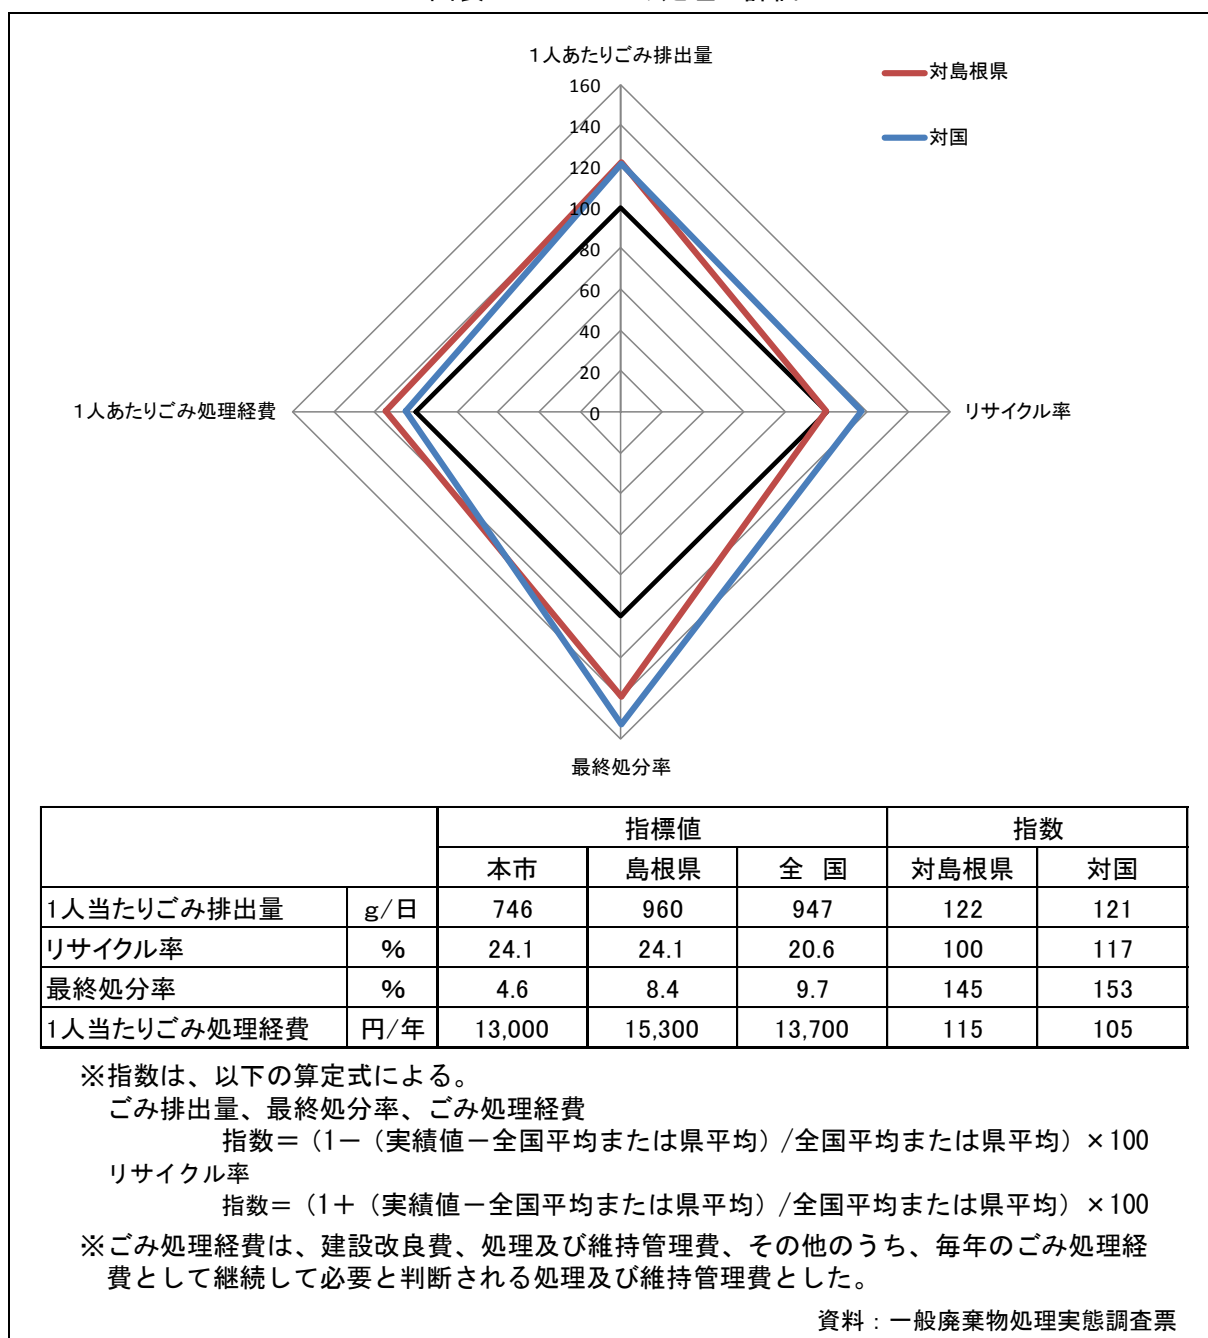 1人あたりごみ排出量
対島根県
対国
160
140
120
100
80
60
40
20
0
1人あたりごみ処理経費
リサイクル率
最終処分率
指標値 指数
本市 島根県 全 国 対島根県 対国
1人当たりごみ排出量 g/日 746 960 947 122 121
リサイクル率 % 24.1 24.1 20.6 100 117
最終処分率 % 4.6 8.4 9.7 145 153
1人当たりごみ処理経費 円/年 13,000 15,300 13,700 115 105
※指数は、以下の算定式による。
ごみ排出量、最終処分率、ごみ処理経費
指数=(1-(実績値-全国平均または県平均)/全国平均または県平均)×100
リサイクル率
指数=(1+(実績値-全国平均または県平均)/全国平均または県平均)×100
※ごみ処理経費は、建設改良費、処理及び維持管理費、その他のうち、毎年のごみ処理経
費として継続して必要と判断される処理及び維持管理費とした。
資料:一般廃棄物処理実態調査票